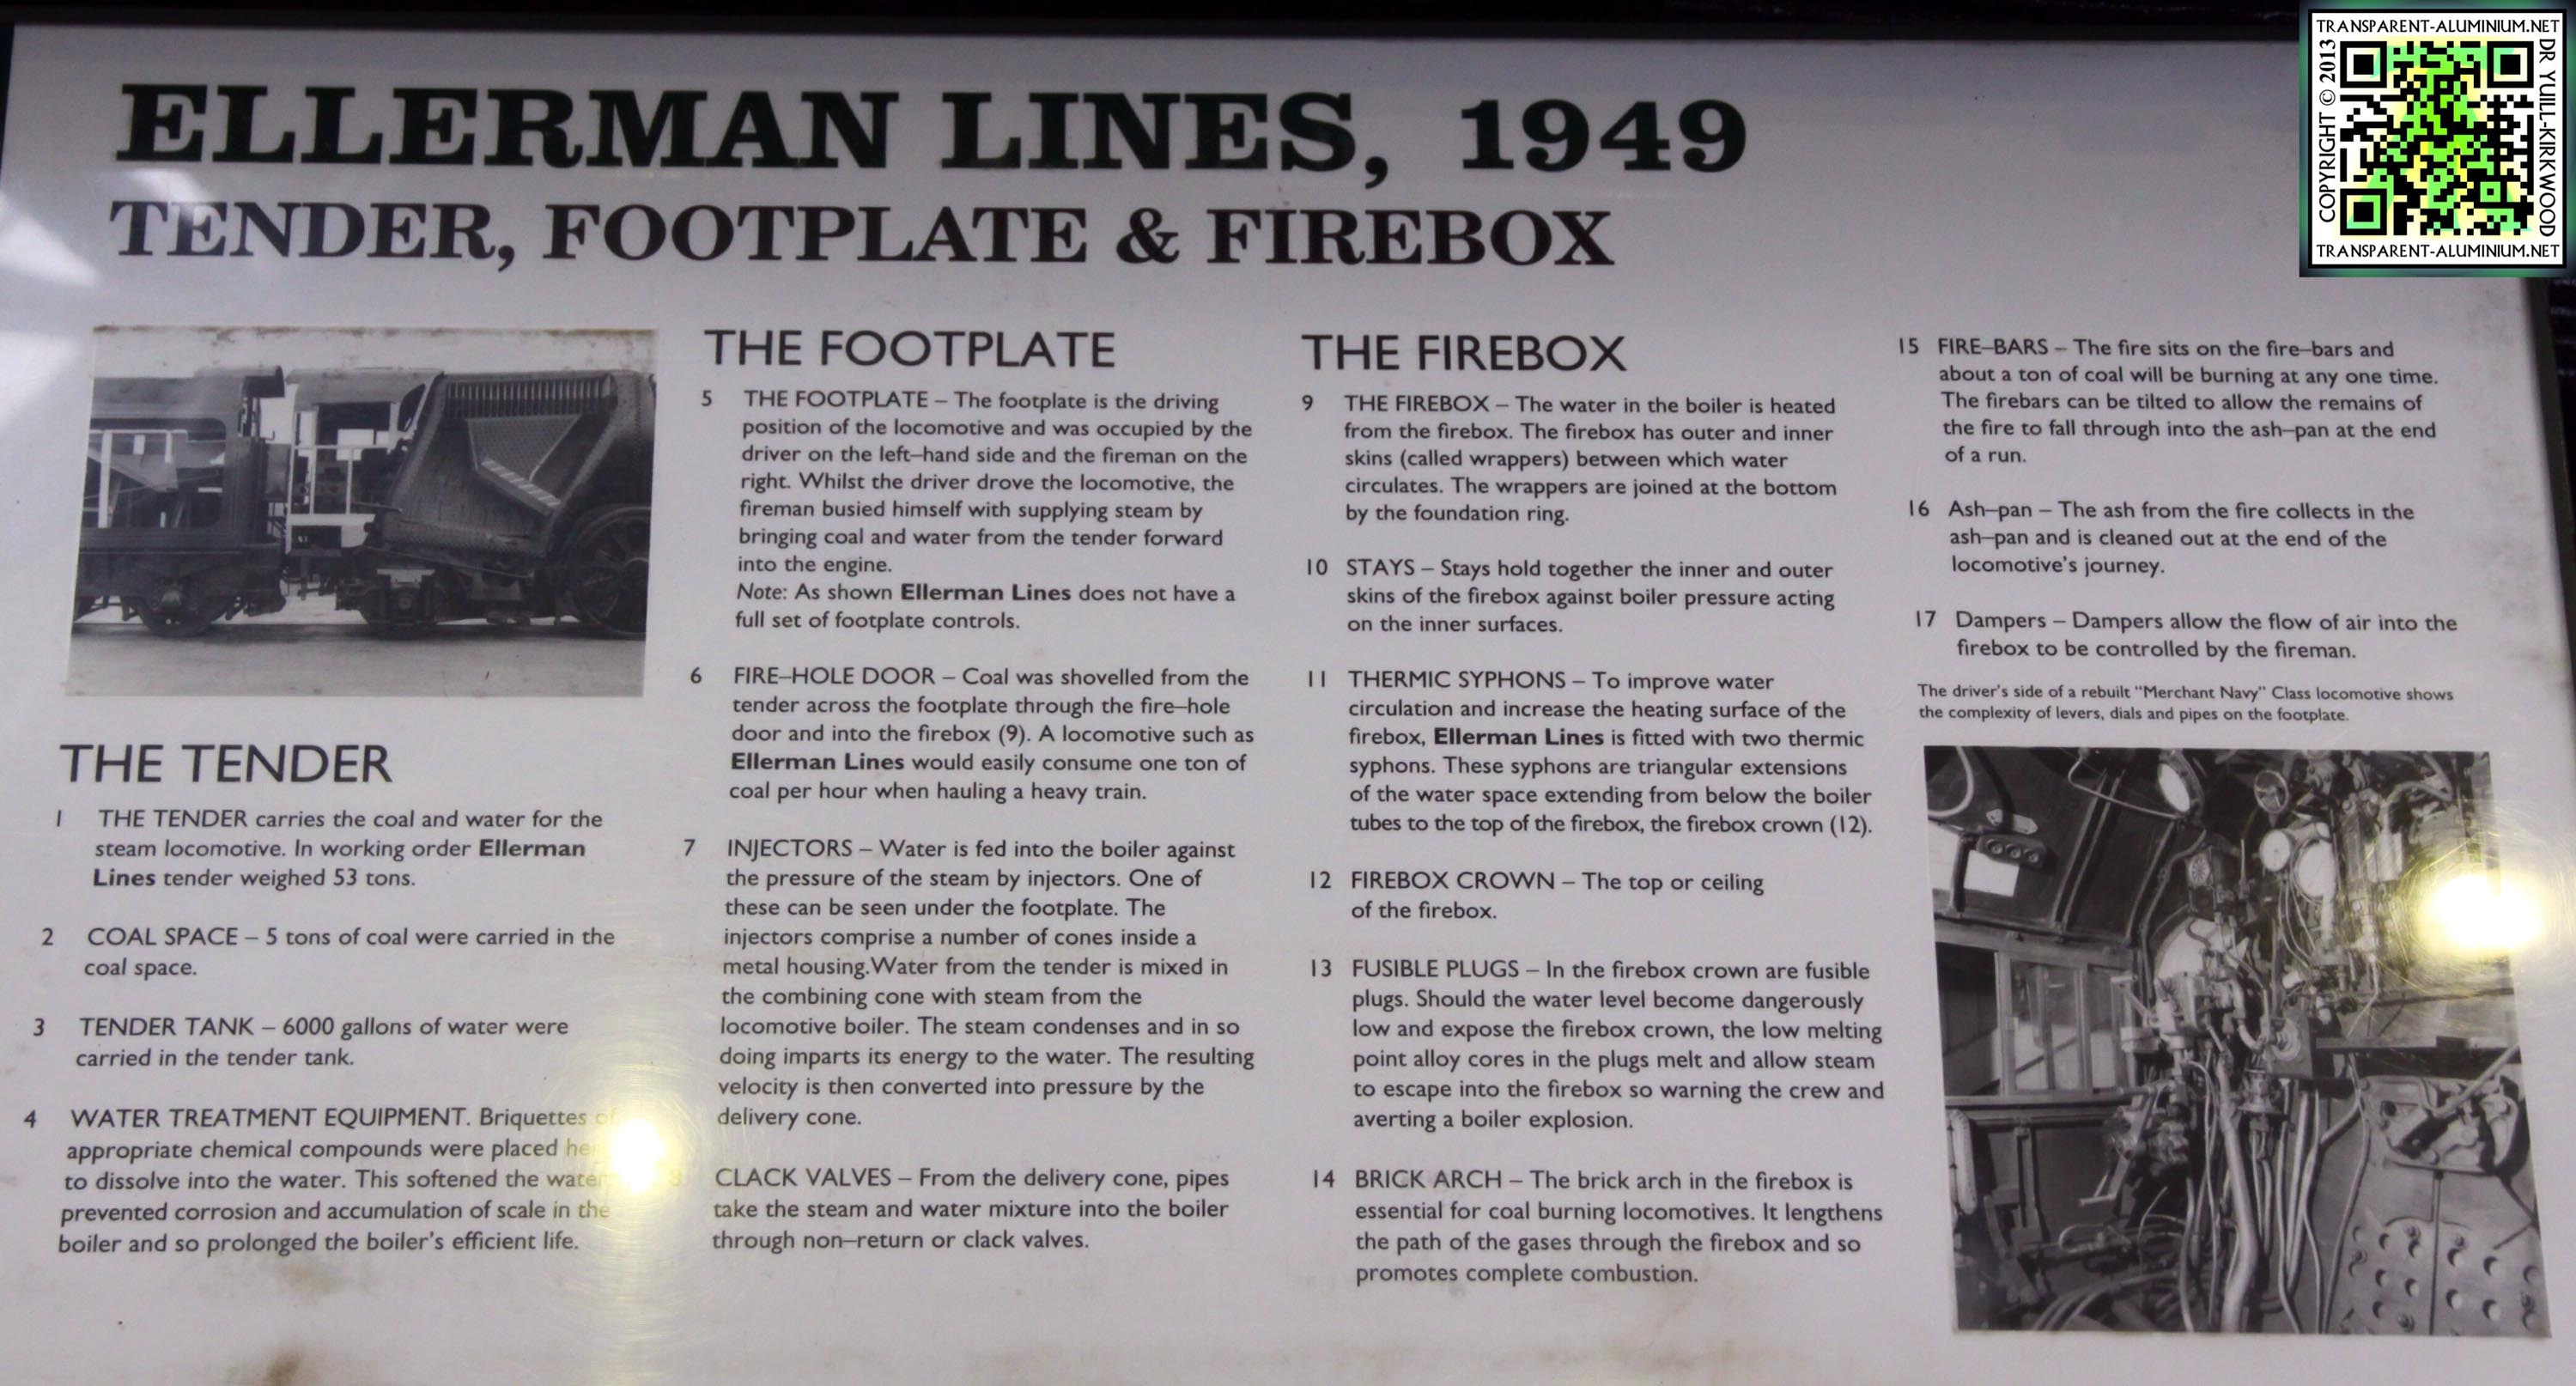 ELLERMAN LINES, 1949
TENDER, FOOTPLATE & FIREBOX
THE TENDER
1 THE TENDER carries the coal and water for the
steam locomotive. In working order Ellerman
Lines tender weighed 53 tons.
2 COAL SPACE – 5 tons of coal were carried in the
coal space.
3 TENDER TANK – 6000 gallons of water were
carried in the tender tank.
4 WATER TREATMENT EQUIPMENT. Briquettes of
appropriate chemical compounds were placed
to dissolve into the water. This softened the water
prevented corrosion and accumulation of scale in the
boiler and so prolonged the boiler's efficient life.
THE FOOTPLATE
5 THE FOOTPLATE – The footplate is the driving
position of the locomotive and was occupied by the
driver on the left–hand side and the fireman on the
right. Whilst the driver drove the locomotive, the
fireman busied himself with supplying steam by
bringing coal and water from the tender forward
into the engine.
Note: As shown Ellerman Lines does not have a
full set of footplate controls.
6 FIRE–HOLE DOOR – Coal was shovelled from the
tender across the footplate through the fire–hole
door and into the firebox (9). A locomotive such as
Ellerman Lines would easily consume one ton of
coal per hour when hauling a heavy train.
7 INJECTORS – Water is fed into the boiler against
the pressure of the steam by injectors. One of
these can be seen under the footplate. The
injectors comprise a number of cones inside a
metal housing.Water from the tender is mixed in
the combining cone with steam from the
locomotive boiler. The steam condenses and in so
doing imparts its energy to the water. The resulting
velocity is then converted into pressure by the
delivery cone.
8 CLACK VALVES – From the delivery cone, pipes
take the steam and water mixture into the boiler
through non–return or clack valves.
THE FIREBOX
9 THE FIREBOX – The water in the boiler is heated
from the firebox. The firebox has outer and inner
skins (called wrappers) between which water
circulates. The wrappers are joined at the bottom
by the foundation ring.
10 STAYS – Stays hold together the inner and outer
skins of the firebox against boiler pressure acting
on the inner surfaces.
11 THERMIC SYPHONS – To improve water
circulation and increase the heating surface of the
firebox, Ellerman Lines is fitted with two thermic
syphons. These syphons are triangular extensions
of the water space extending from below the boiler
tubes to the top of the firebox, the firebox crown (12).
12 FIREBOX CROWN – The top or ceiling
of the firebox.
13 FUSIBLE PLUGS – In the firebox crown are fusible
plugs. Should the water level become dangerously
low and expose the firebox crown, the low melting
point alloy cores in the plugs melt and allow steam
to escape into the firebox so warning the crew and
averting a boiler explosion.
14 BRICK ARCH – The brick arch in the firebox is
essential for coal burning locomotives. It lengthens
the path of the gases through the firebox and so
promotes complete combustion.
15 FIRE–BARS – The fire sits on the fire–bars and
about a ton of coal will be burning at any one time.
The firebars can be tilted to allow the remains of
the fire to fall through into the ash–pan at the end
of a run.
16 Ash–pan – The ash from the fire collects in the
ash–pan and is cleaned out at the end of the
locomotive's journey.
17 Dampers – Dampers allow the flow of air into the
firebox to be controlled by the fireman.
The driver's side of a rebuilt "Merchant Navy" Class locomotive shows
the complexity of levers, dials and pipes on the footplate.
TRANSPARENT-ALUMINIUM.NET
COPYRIGHT © 2013
DR YUILL-KIRKWOOD
TRANSPARENT-ALUMINIUM.NET